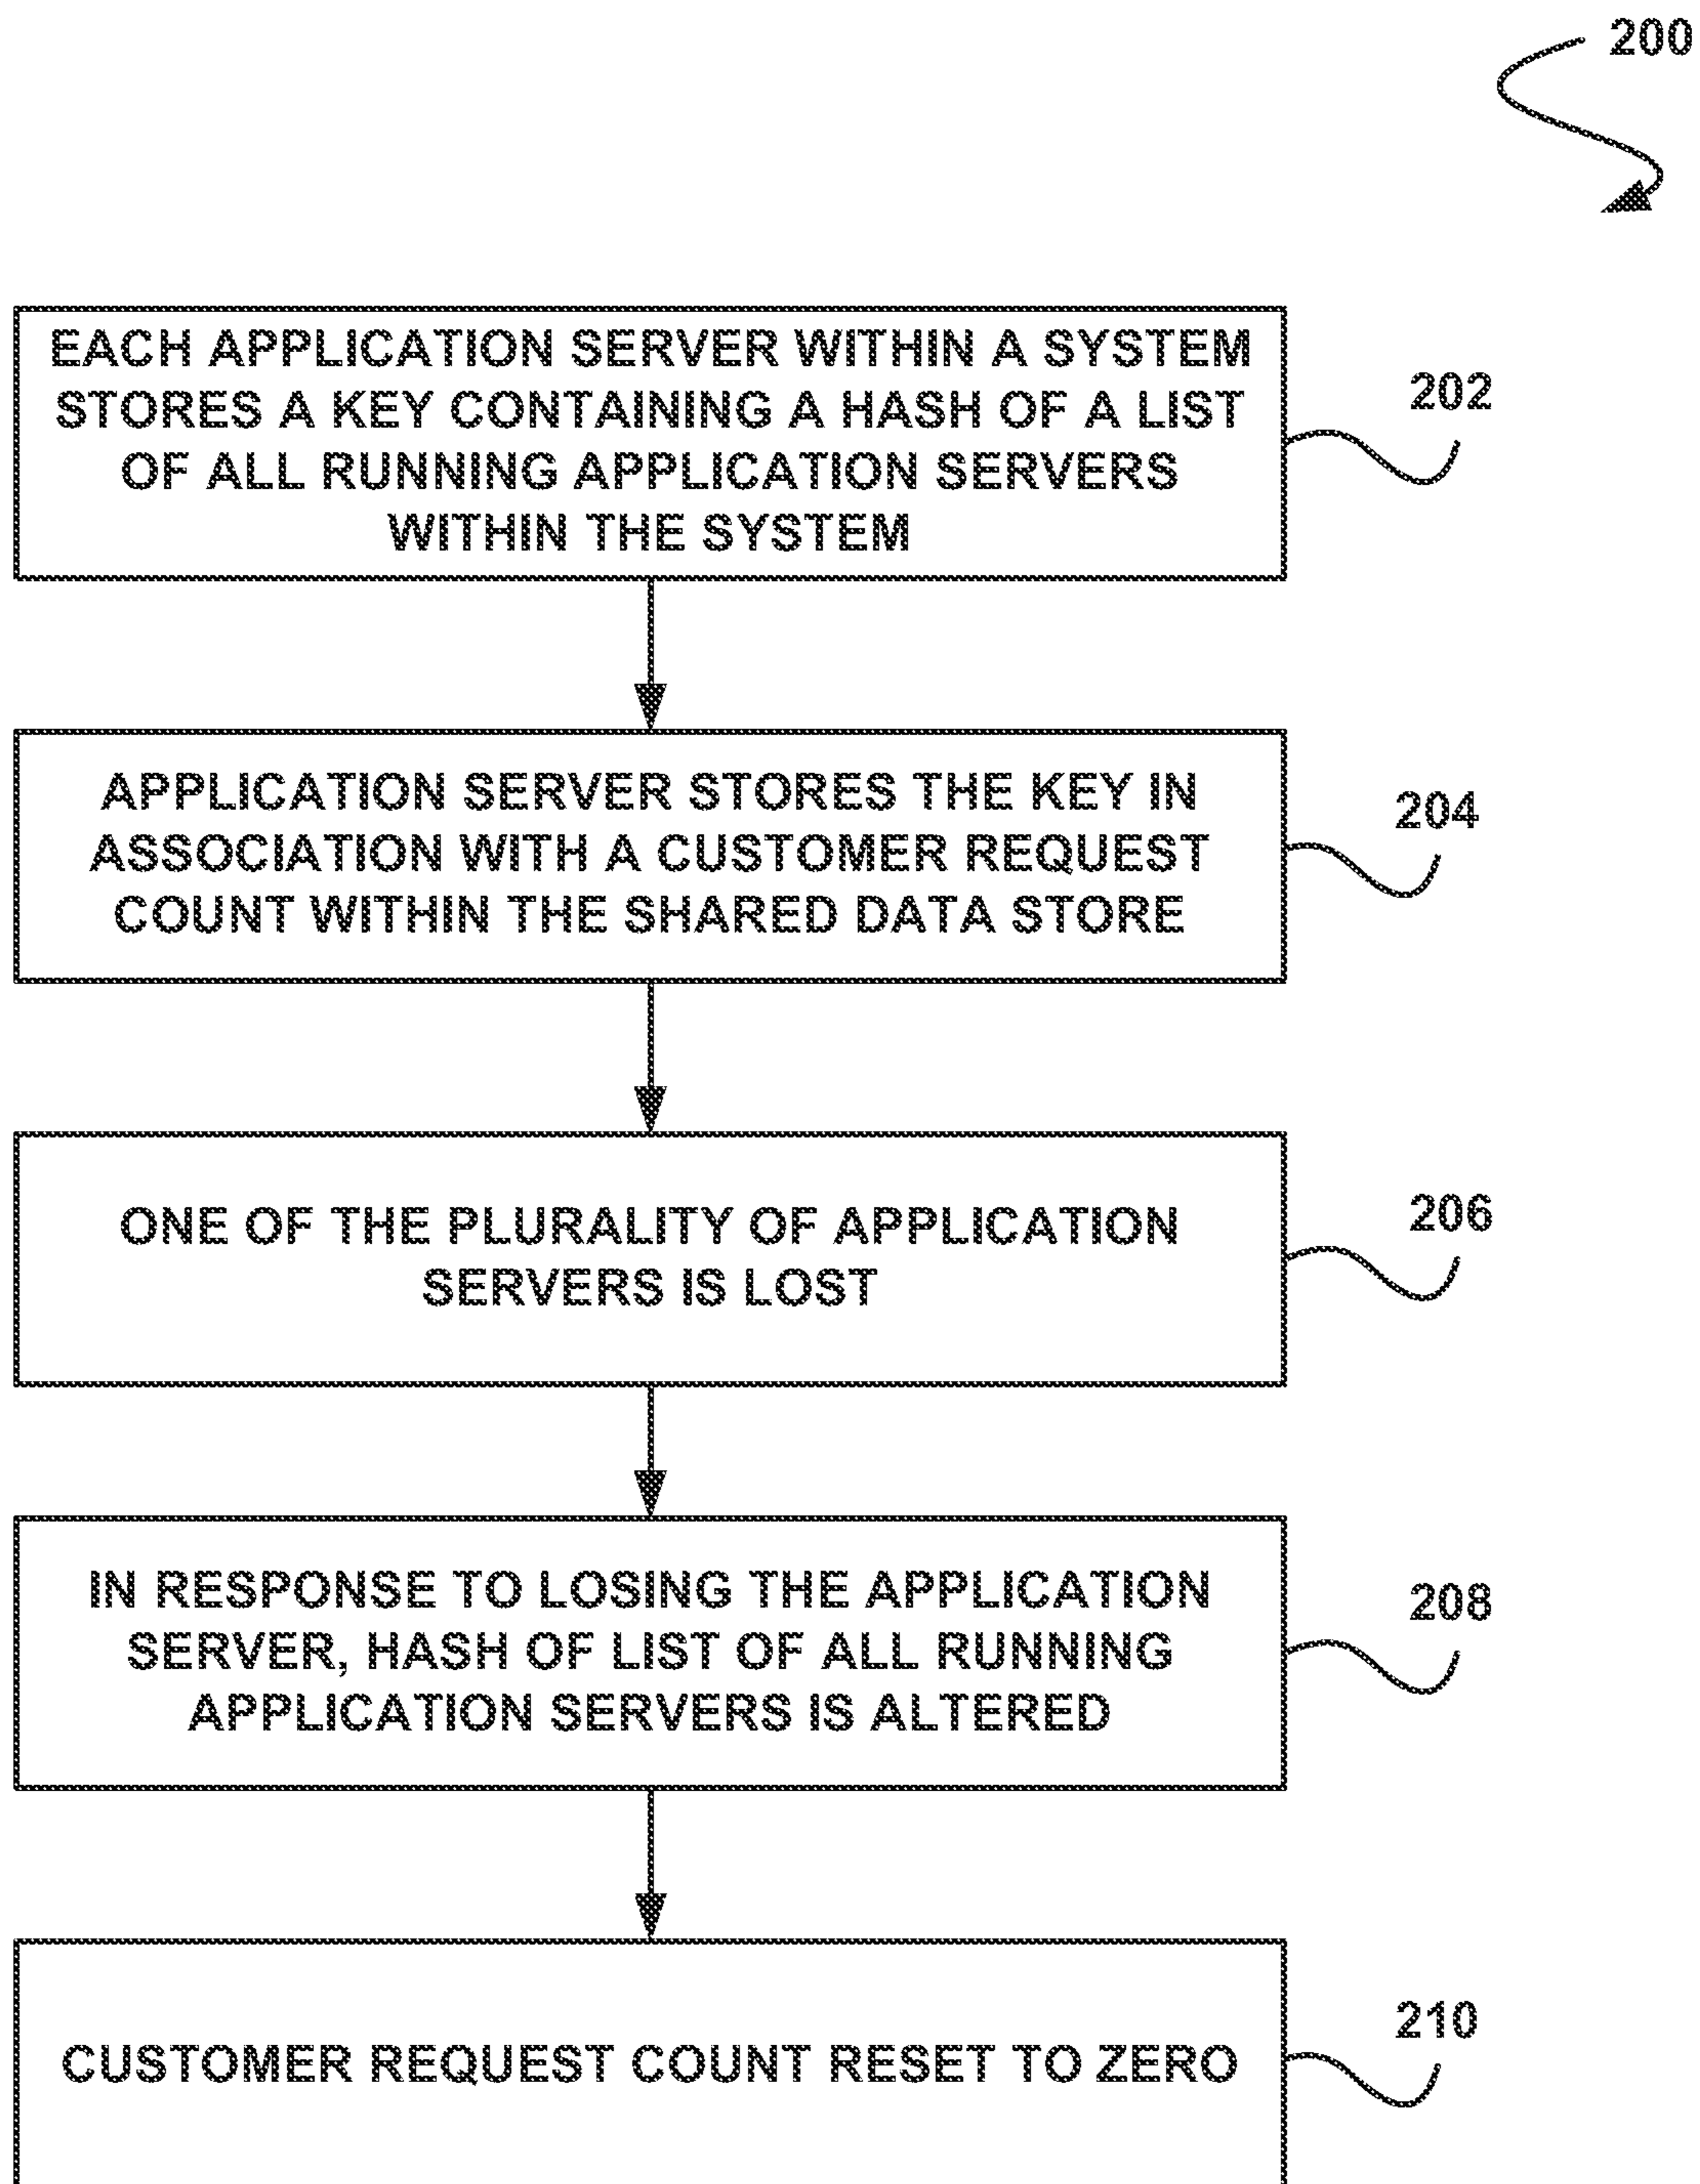 200
EACH APPLICATION SERVER WITHIN A SYSTEM
STORES A KEY CONTAINING A HASH OF A LIST
OF ALL RUNNING APPLICATION SERVERS
WITHIN THE SYSTEM
202
APPLICATION SERVER STORES THE KEY IN
ASSOCIATION WITH A CUSTOMER REQUEST
COUNT WITHIN THE SHARED DATA STORE
204
ONE OF THE PLURALITY OF APPLICATION
SERVERS IS LOST
206
IN RESPONSE TO LOSING THE APPLICATION
SERVER, HASH OF LIST OF ALL RUNNING
APPLICATION SERVERS IS ALTERED
208
CUSTOMER REQUEST COUNT RESET TO ZERO
210